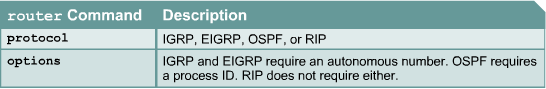 router Command Description
protocol IGRP, EIGRP, OSPF, or RIP
options IGRP and EIGRP require an autonomous number. OSPF requires
a process ID. RIP does not require either.